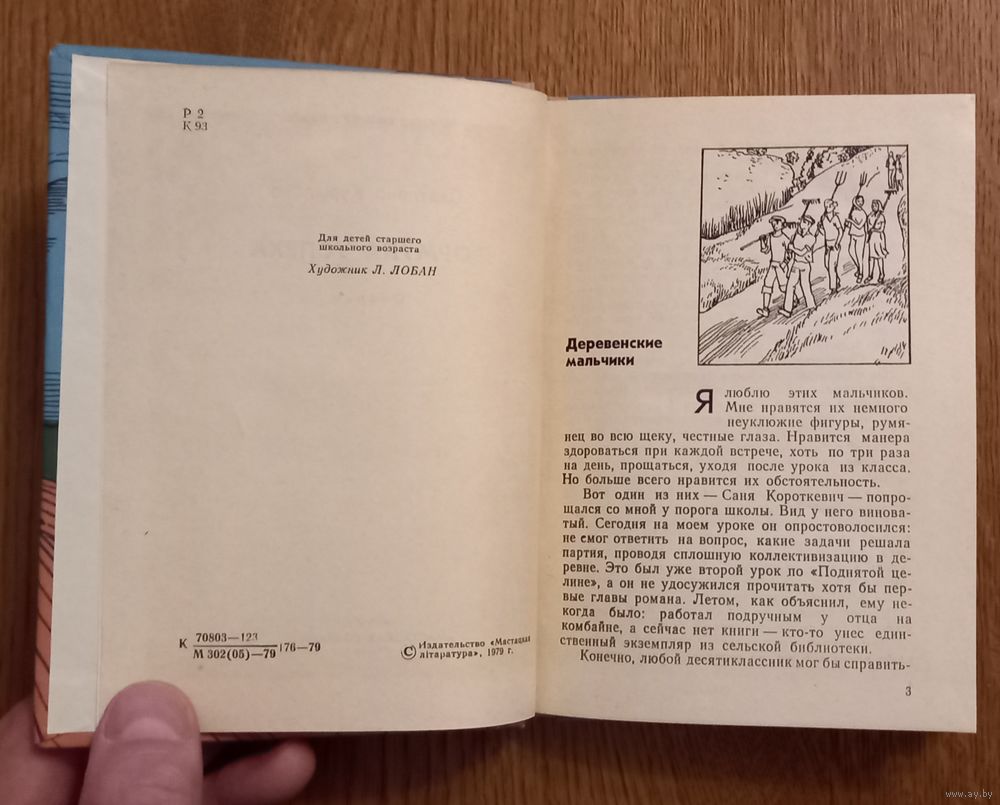 Р 2
К 93
Для детей старшего
школьного возраста
Художник Л. ЛОБАН
К 70803—123
М 302(05)—79 176—79
© Издательство «Мастацкая
літаратура», 1979 г.
Деревенские
мальчики
Я люблю этих мальчиков.
Мне нравятся их немного
неуклюжие фигуры, румя-
нец во всю щеку, честные глаза. Нравится манера
здороваться при каждой встрече, хоть по три раза
на день, прощаться, уходя после урока из класса.
Но больше всего нравится их обстоятельность.
Вот один из них — Саня Короткевич — попро-
щался со мной у порога школы. Вид у него винова-
тый. Сегодня на моем уроке он опростоволосился:
не смог ответить на вопрос, какие задачи решала
партия, проводя сплошную коллективизацию в де-
ревне. Это был уже второй урок по «Поднятой це-
лине», а он не удосужился прочитать хотя бы пер-
вые главы романа. Летом, как объяснил, ему не-
когда было: работал подручным у отца на
комбайне, а сейчас нет книги — кто-то унес един-
ственный экземпляр из сельской библиотеки.
Конечно, любой десятиклассник мог бы справить-
3
www.ay.by